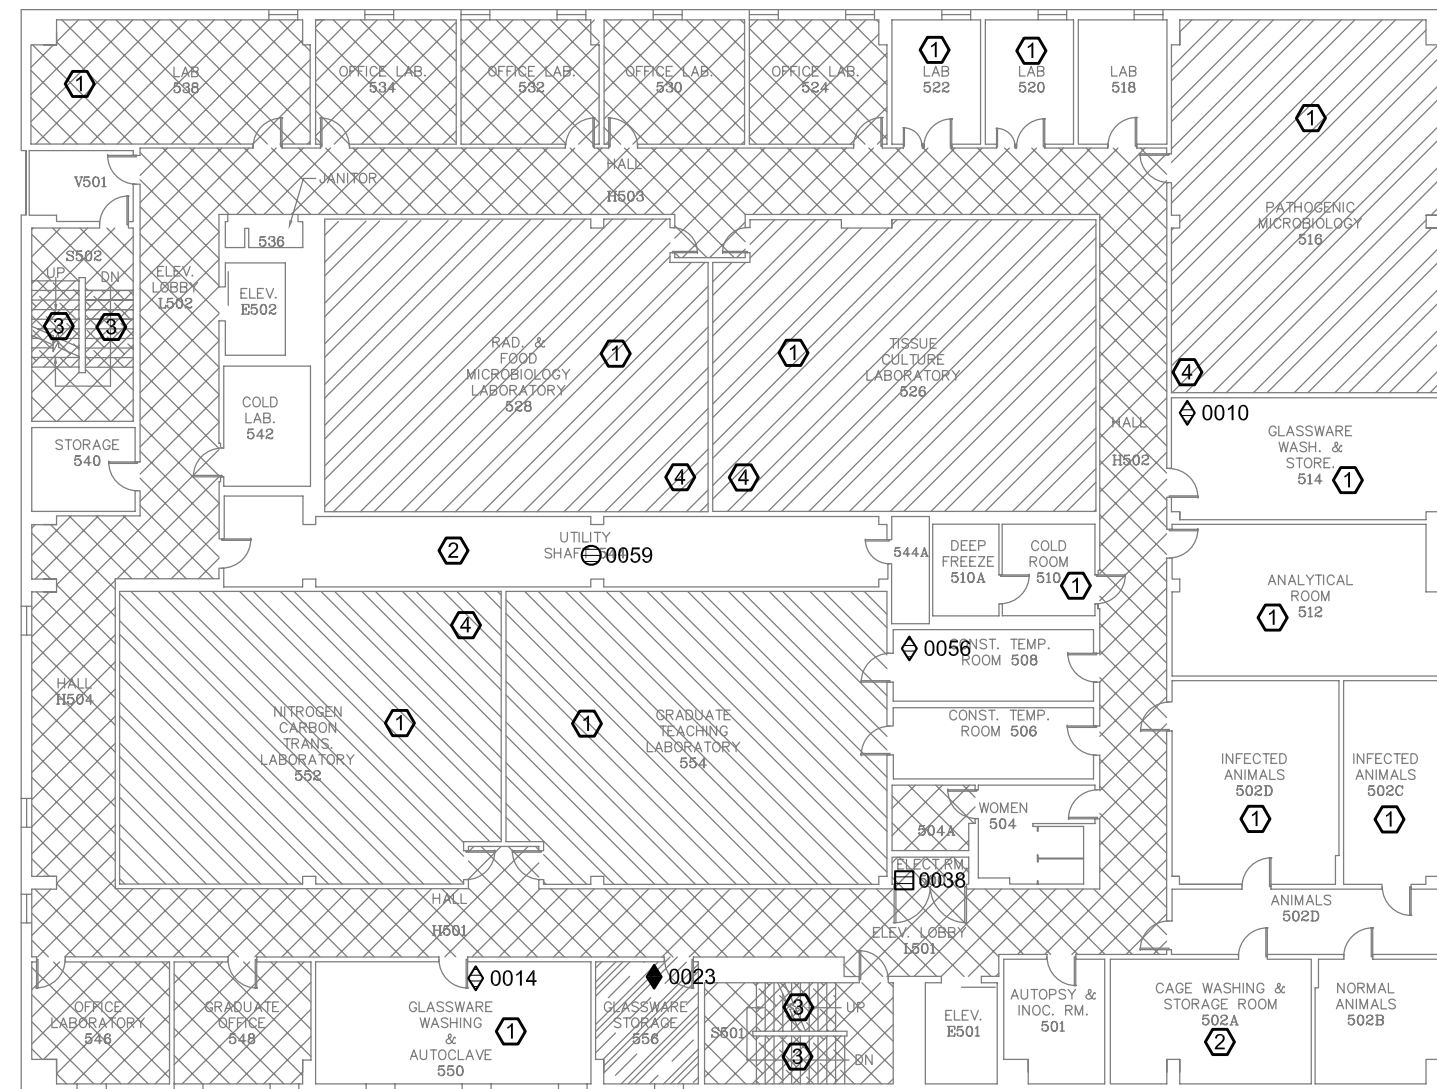 1
LAB
538
OFFICE LAB.
534
OFFICE LAB.
532
OFFICE LAB.
530
OFFICE LAB.
524
1
LAB
522
1
LAB
520
LAB
518
1
PATHOGENIC
MICROBIOLOGY
516
4
V501
JANITOR
HALL
H503
S502
UP
DN
3
3
ELEV.
LOBBY
L502
536
ELEV.
E502
COLD
LAB.
542
STORAGE
540
RAD. &
FOOD
MICROBIOLOGY
LABORATORY
528
1
4
TISSUE
CULTURE
LABORATORY
526
1
4
HALL
H502
0010
GLASSWARE
WASH. &
STORE.
514
1
UTILITY
SHAFT
2
0059
544A
DEEP
FREEZE
510A
COLD
ROOM
510
1
ANALYTICAL
ROOM
512
1
0056
CONST. TEMP.
ROOM 508
CONST. TEMP.
ROOM 506
HALL
H504
4
NITROGEN
CARBON
TRANS.
LABORATORY
552
1
1
GRADUATE
TEACHING
LABORATORY
554
INFECTED
ANIMALS
502D
1
INFECTED
ANIMALS
502C
1
504A
WOMEN
504
ELECT.RM.
0038
HALL
H501
ELEV. LOBBY
L501
ANIMALS
502D
OFFICE
LABORATORY
546
GRADUATE
OFFICE
548
0014
GLASSWARE
WASHING
&
AUTOCLAVE
550
1
0023
GLASSWARE
STORAGE
556
S501
3
UP
3
DN
ELEV.
E501
AUTOPSY &
INOC. RM.
501
CAGE WASHING &
STORAGE ROOM
502A
2
NORMAL
ANIMALS
502B